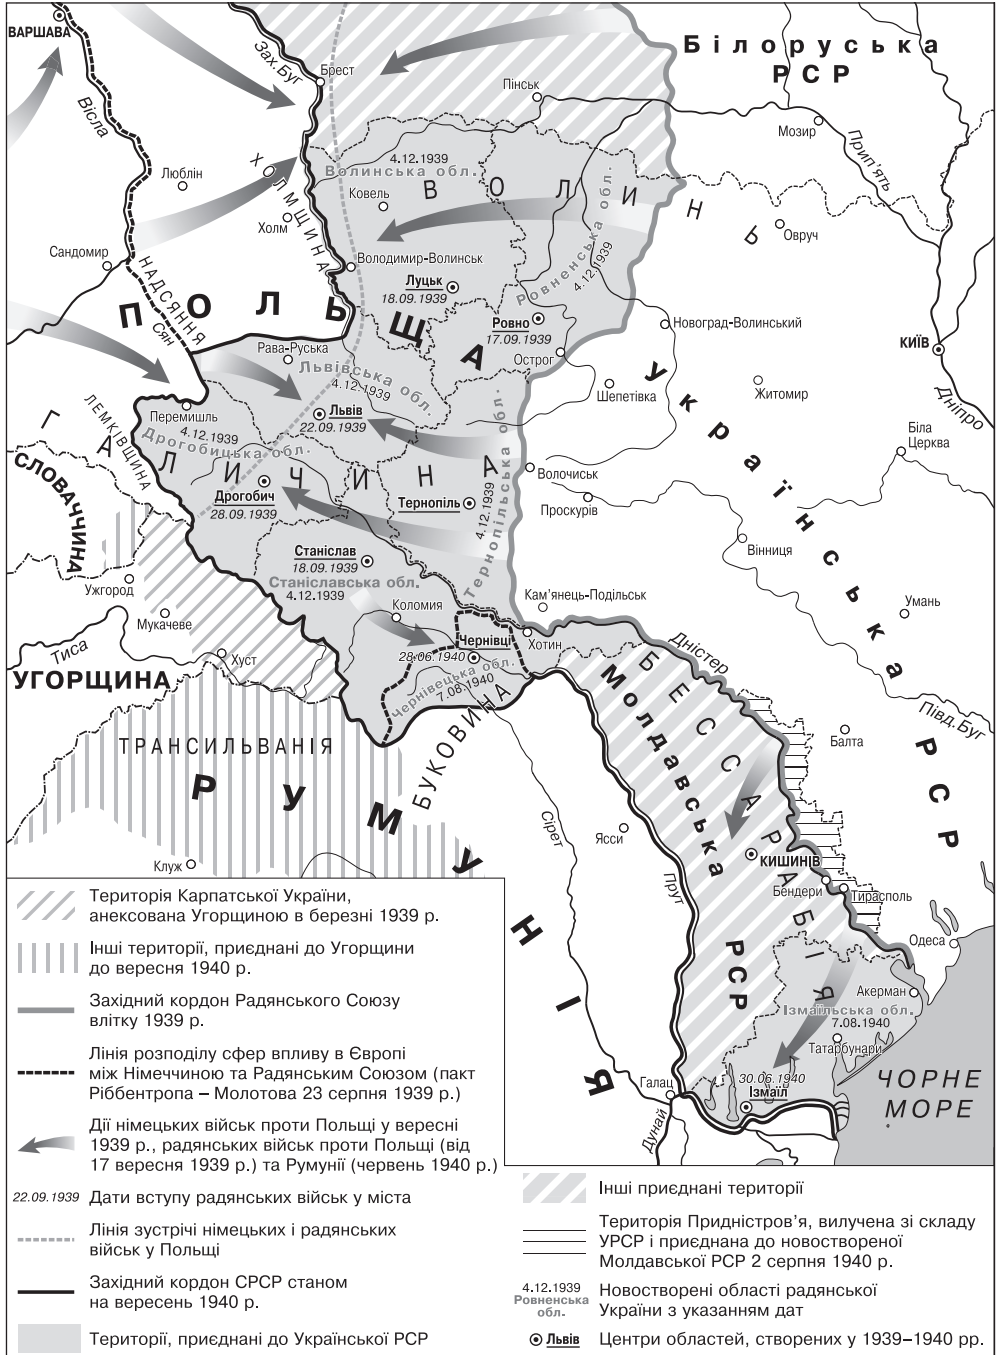 ВАРШАВА
Вісла
Зах.Буг
Брест
Білоруська
РСР
Пінськ
Мозир
Прип'ять
Люблін
ХОЛМЩИНА
Холм
4.12.1939
Волинська обл.
Ковель
ВОЛИНЬ
Овруч
Сандомир
НАДСЯННЯ
Сян
Володимир-Волинськ
Луцьк
18.09.1939
Ровненська обл.
4.12.1939
ПОЛЬЩА
Ровно
17.09.1939
Острог
Новоград-Волинський
КИЇВ
Дніпро
Рава-Руська
Львівська обл.
4.12.1939
Українська РСР
Шепетівка
Житомир
Біла
Церква
ЛЕМКІВЩИНА
Перемишль
4.12.1939
Дрогобицька обл.
Львів
22.09.1939
ГАЛИЧИНА
СЛОВАЧЧИНА
Дрогобич
28.09.1939
Тернопіль
Тернопільська обл.
4.12.1939
Волочиськ
Проскурів
Вінниця
Станіслав
18.09.1939
Станіславська обл.
4.12.1939
Ужгород
Мукачеве
Коломия
Кам'янець-Подільськ
Умань
Тиса
Хуст
УГОРЩИНА
Чернівці
28.06.1940
Чернівецька обл.
7.08.1940
Хотин
Дністер
БЕССАРАБІЯ
Молдавська РСР
Півд.Буг
Балта
ТРАНСИЛЬВАНІЯ
БУКОВИНА
РУМУНІЯ
Клуж
Сірет
Ясси
Прут
КИШИНІВ
Бендери
Тирасполь
Одеса
Акерман
Ізмаїльська обл.
7.08.1940
Татарбунари
Галац
30.06.1940
Ізмаїл
Дунай
ЧОРНЕ
МОРЕ
Територія Карпатської України,
анексована Угорщиною в березні 1939 р.
Інші території, приєднані до Угорщини
до вересня 1940 р.
Західний кордон Радянського Союзу
влітку 1939 р.
Лінія розподілу сфер впливу в Європі
між Німеччиною та Радянським Союзом (пакт
Ріббентропа – Молотова 23 серпня 1939 р.)
Дії німецьких військ проти Польщі у вересні
1939 р., радянських військ проти Польщі (від
17 вересня 1939 р.) та Румунії (червень 1940 р.)
22.09.1939 Дати вступу радянських військ у міста
Лінія зустрічі німецьких і радянських
військ у Польщі
Західний кордон СРСР станом
на вересень 1940 р.
Території, приєднані до Української РСР
Інші приєднані території
Територія Придністров'я, вилучена зі складу
УРСР і приєднана до новоствореної
Молдавської РСР 2 серпня 1940 р.
4.12.1939
Ровненська
обл.
Новостворені області радянської
України з указанням дат
Львів Центри областей, створених у 1939–1940 рр.